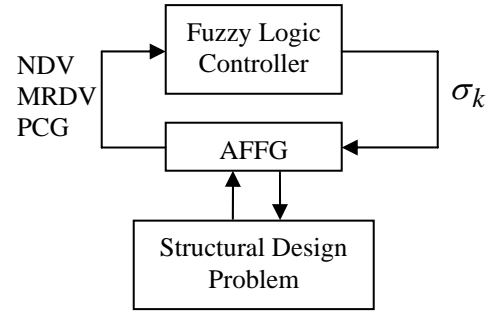 Fuzzy Logic
Controller
NDV
MRDV
PCG
σk
AFFG
Structural Design
Problem